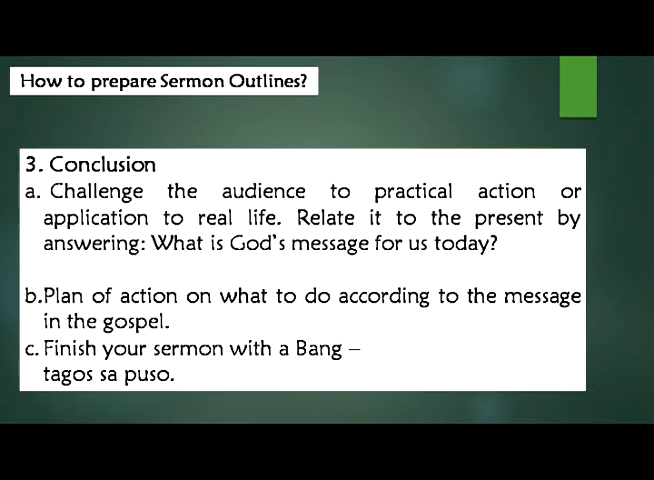 How to prepare Sermon Outlines?
3. Conclusion
a. Challenge the audience to practical action or
application to real life. Relate it to the present by
answering: What is God's message for us today?
b.Plan of action on what to do according to the message
in the gospel.
c. Finish your sermon with a Bang –
tagos sa puso.